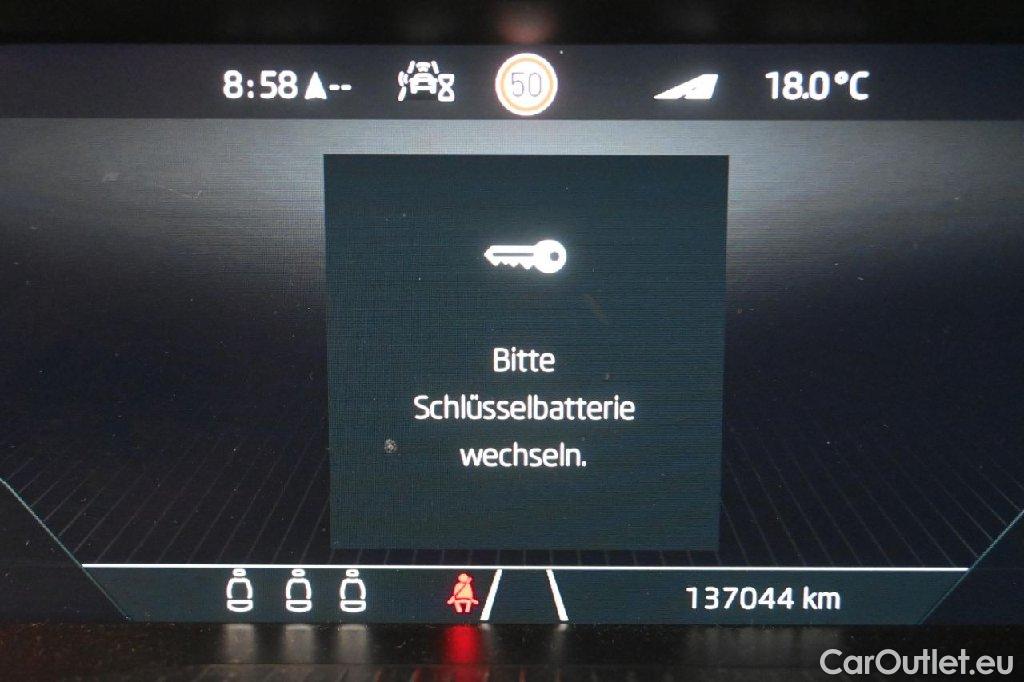 8:58 -- 50 18.0°C
Bitte
Schlüsselbatterie
wechseln.
137044 km
CarOutlet.eu